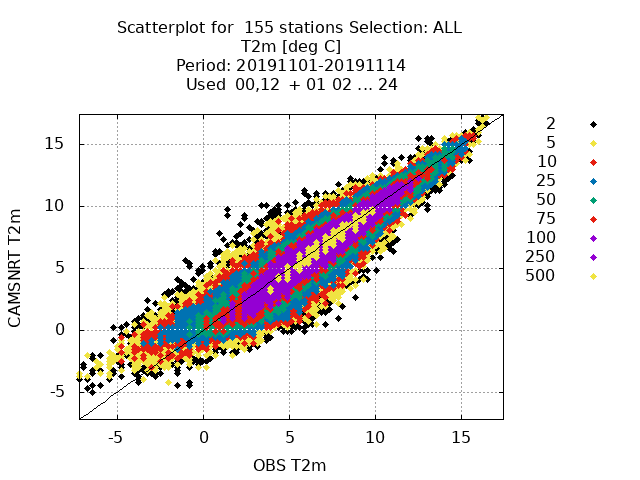 Scatterplot for  155 stations Selection: ALL
T2m [deg C]
Period: 20191101-20191114
Used  00,12  + 01 02 ... 24
2
5
10
25
50
75
100
250
500
15
10
5
0
-5
CAMSNRT T2m
-5 0 5 10 15
OBS T2m